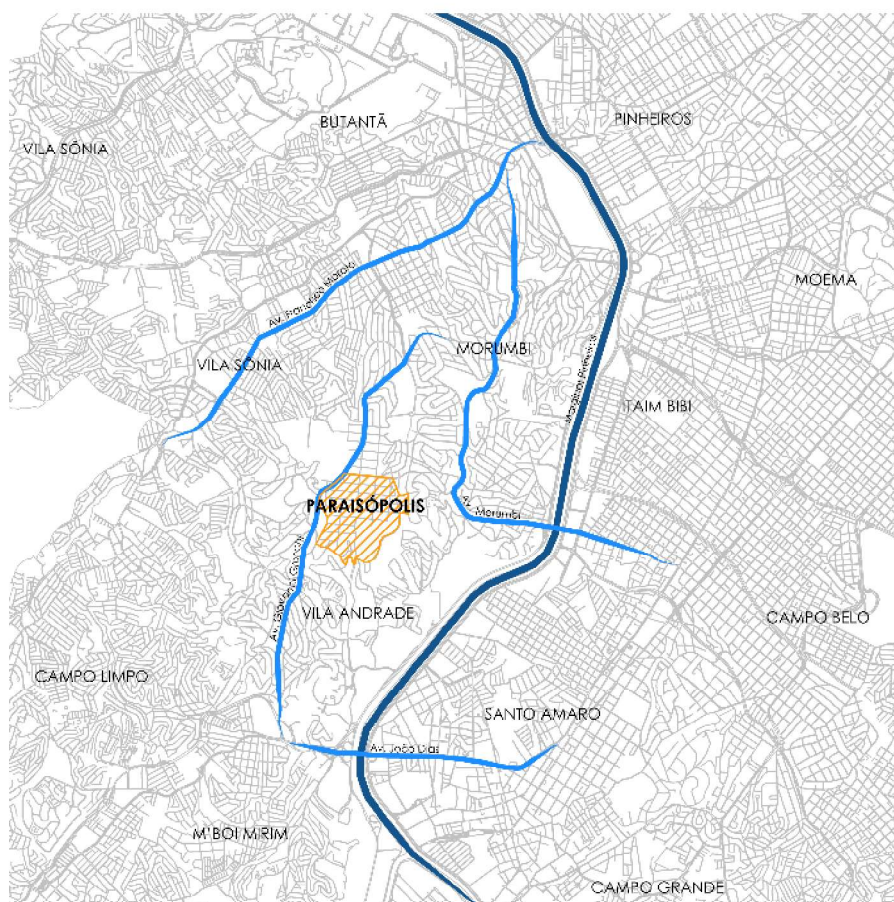 PINHEIROS
BUTANTÃ
VILA SÔNIA
MOEMA
Av. Francisco Morato
MORUMBI
VILA SÔNIA
Marginal Pinheiros
TAIM BIBI
PARAISÓPOLIS
Av. Morumbi
Av. Giovanni Gronchi
VILA ANDRADE
CAMPO BELO
CAMPO LIMPO
SANTO AMARO
Av. João Dias
M'BOI MIRIM
CAMPO GRANDE